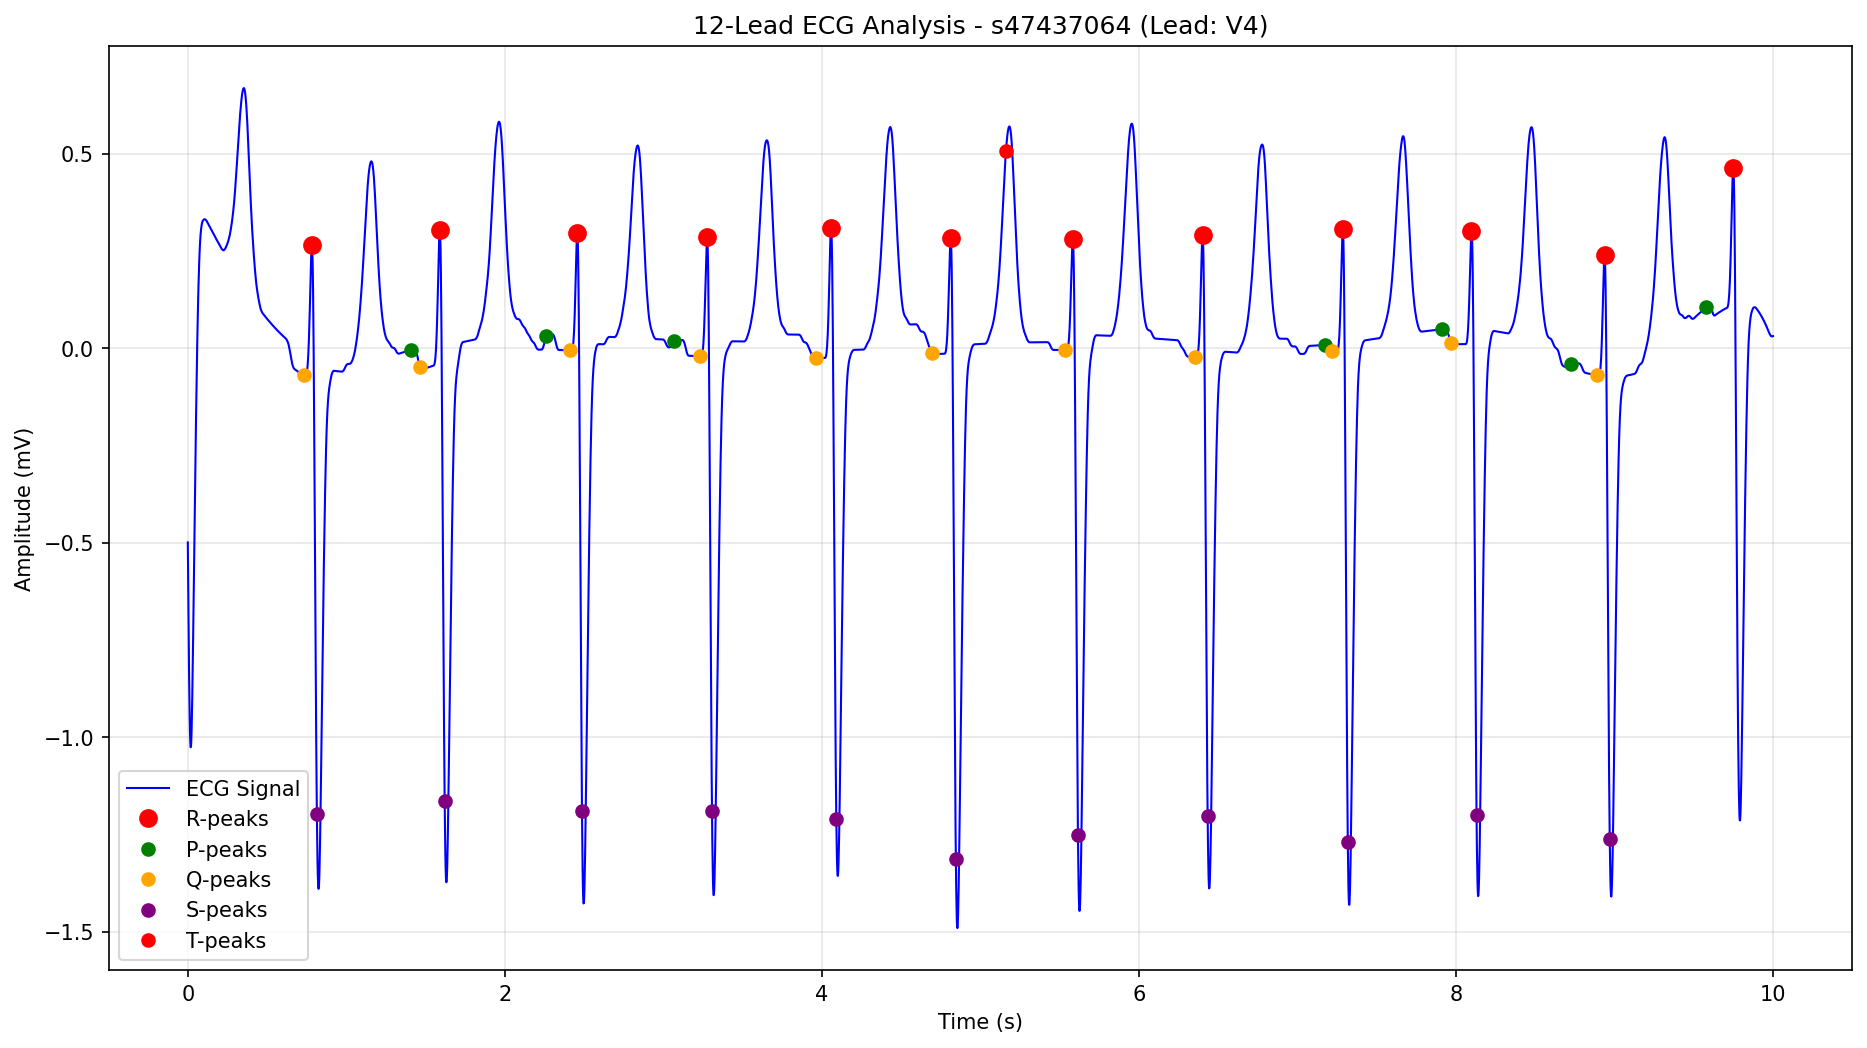 12-Lead ECG Analysis - s47437064 (Lead: V4)
Amplitude (mV)
0.5
0.0
−0.5
−1.0
−1.5
ECG Signal
R-peaks
P-peaks
Q-peaks
S-peaks
T-peaks
0 2 4 6 8 10
Time (s)